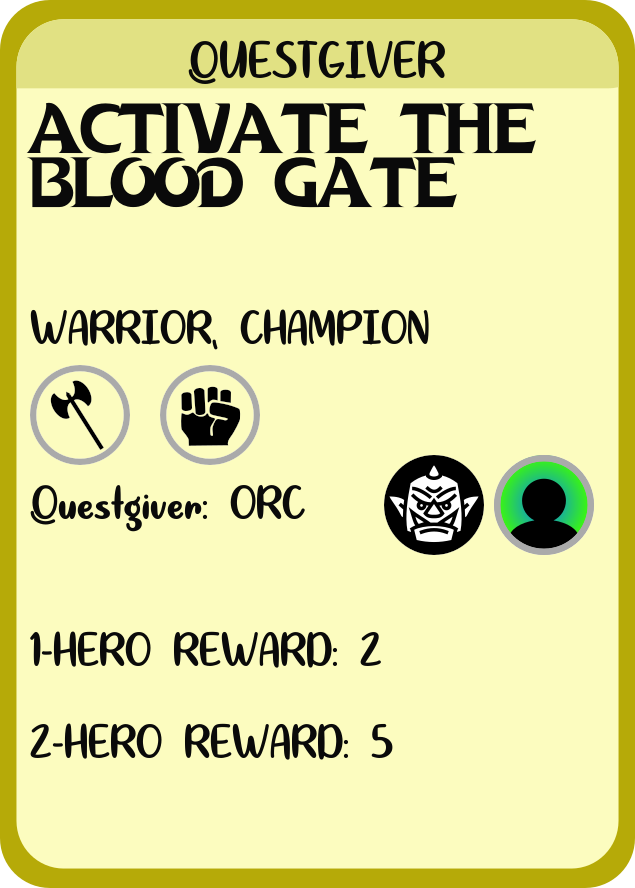 QUESTGIVER
ACTIVATE THE
BLOOD GATE
WARRIOR, CHAMPION
Questgiver: ORC
1-HERO REWARD: 2
2-HERO REWARD: 5